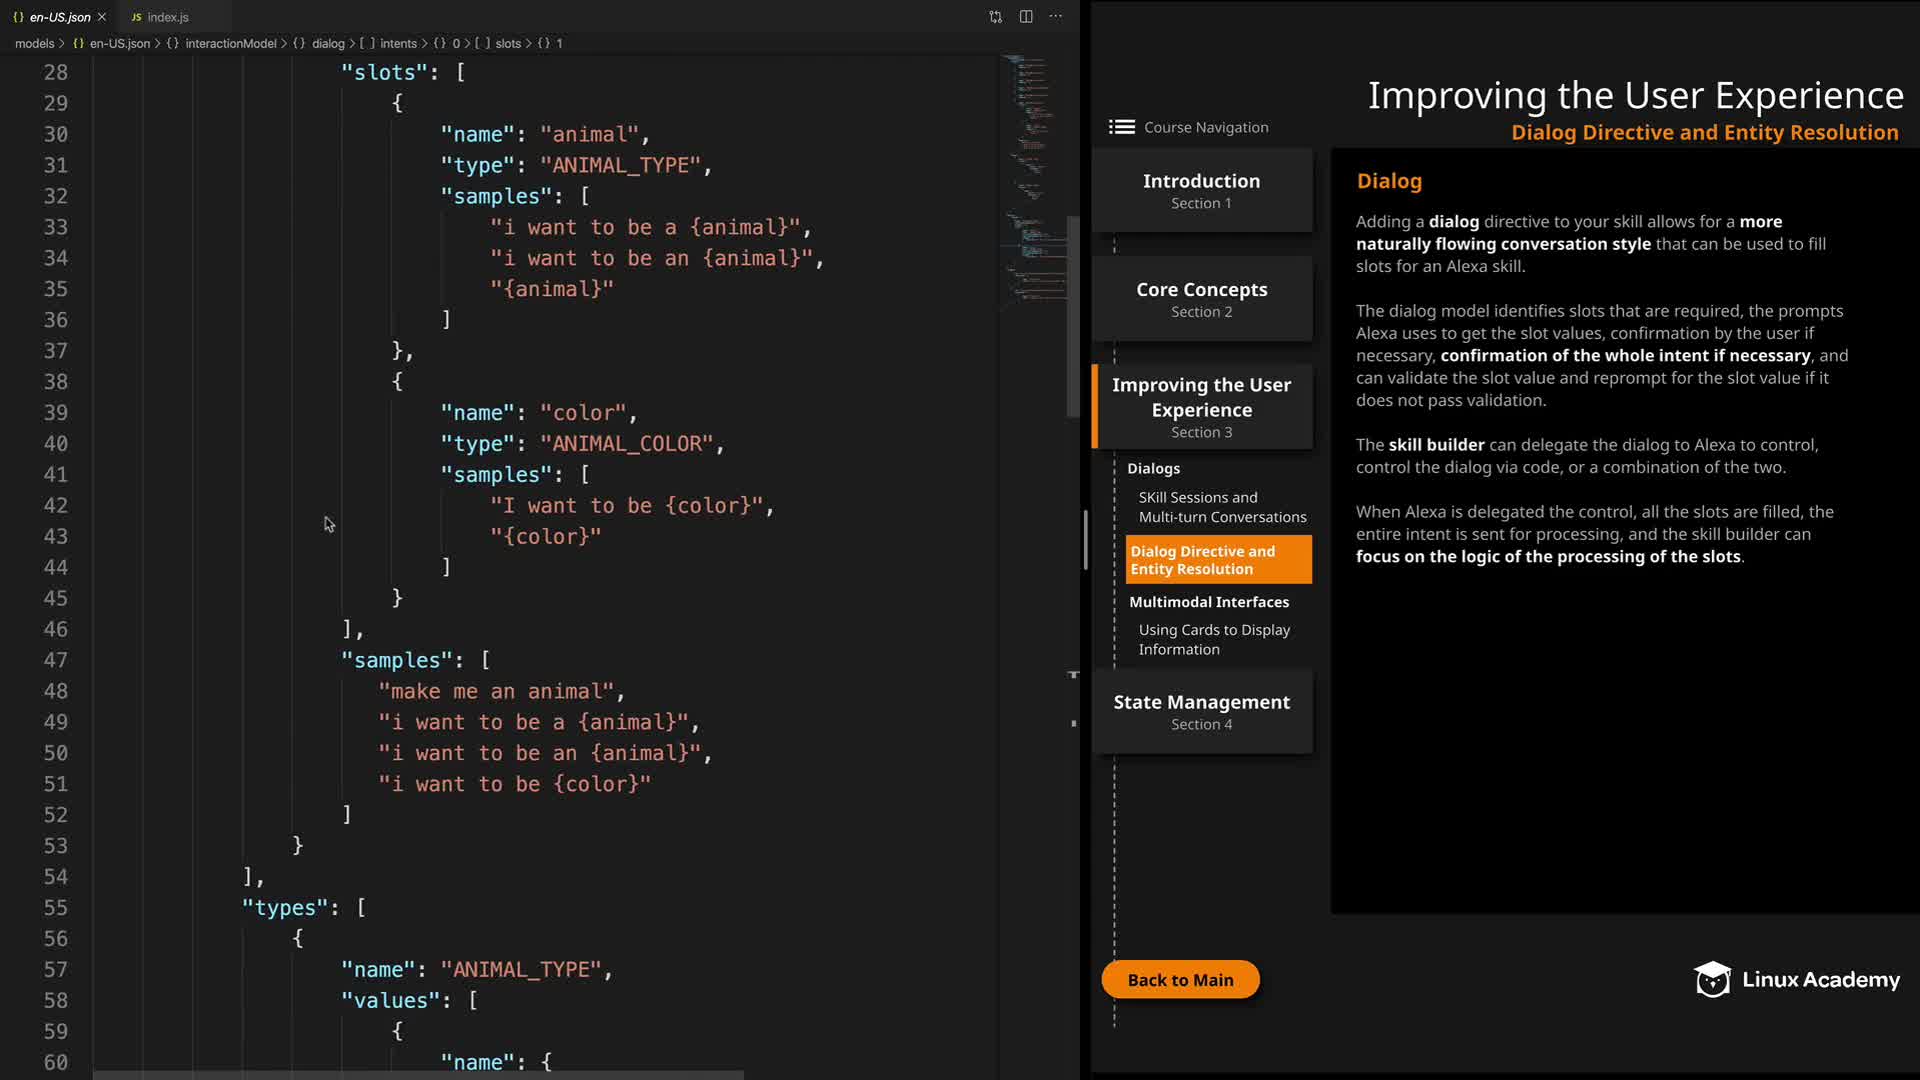 {} en-US.json ×
JS index.js
···
models > {} en-US.json > {} interactionModel > {} dialog > [ ] intents > {} 0 > [ ] slots > {} 1
28 "slots": [
29 {
30 "name": "animal",
31 "type": "ANIMAL_TYPE",
32 "samples": [
33 "i want to be a {animal}",
34 "i want to be an {animal}",
35 "{animal}"
36 ]
37 },
38 {
39 "name": "color",
40 "type": "ANIMAL_COLOR",
41 "samples": [
42 "I want to be {color}",
43 "{color}"
44 ]
45 }
46 ],
47 "samples": [
48 "make me an animal",
49 "i want to be a {animal}",
50 "i want to be an {animal}",
51 "i want to be {color}"
52 ]
53 }
54 ],
55 "types": [
56 {
57 "name": "ANIMAL_TYPE",
58 "values": [
59 {
60 "name": {
Improving the User Experience
Dialog Directive and Entity Resolution
Course Navigation
Introduction
Section 1
Core Concepts
Section 2
Improving the User
Experience
Section 3
Dialogs
SKill Sessions and
Multi-turn Conversations
Dialog Directive and
Entity Resolution
Multimodal Interfaces
Using Cards to Display
Information
State Management
Section 4
Back to Main
Dialog
Adding a dialog directive to your skill allows for a more
naturally flowing conversation style that can be used to fill
slots for an Alexa skill.
The dialog model identifies slots that are required, the prompts
Alexa uses to get the slot values, confirmation by the user if
necessary, confirmation of the whole intent if necessary, and
can validate the slot value and reprompt for the slot value if it
does not pass validation.
The skill builder can delegate the dialog to Alexa to control,
control the dialog via code, or a combination of the two.
When Alexa is delegated the control, all the slots are filled, the
entire intent is sent for processing, and the skill builder can
focus on the logic of the processing of the slots.
Linux Academy